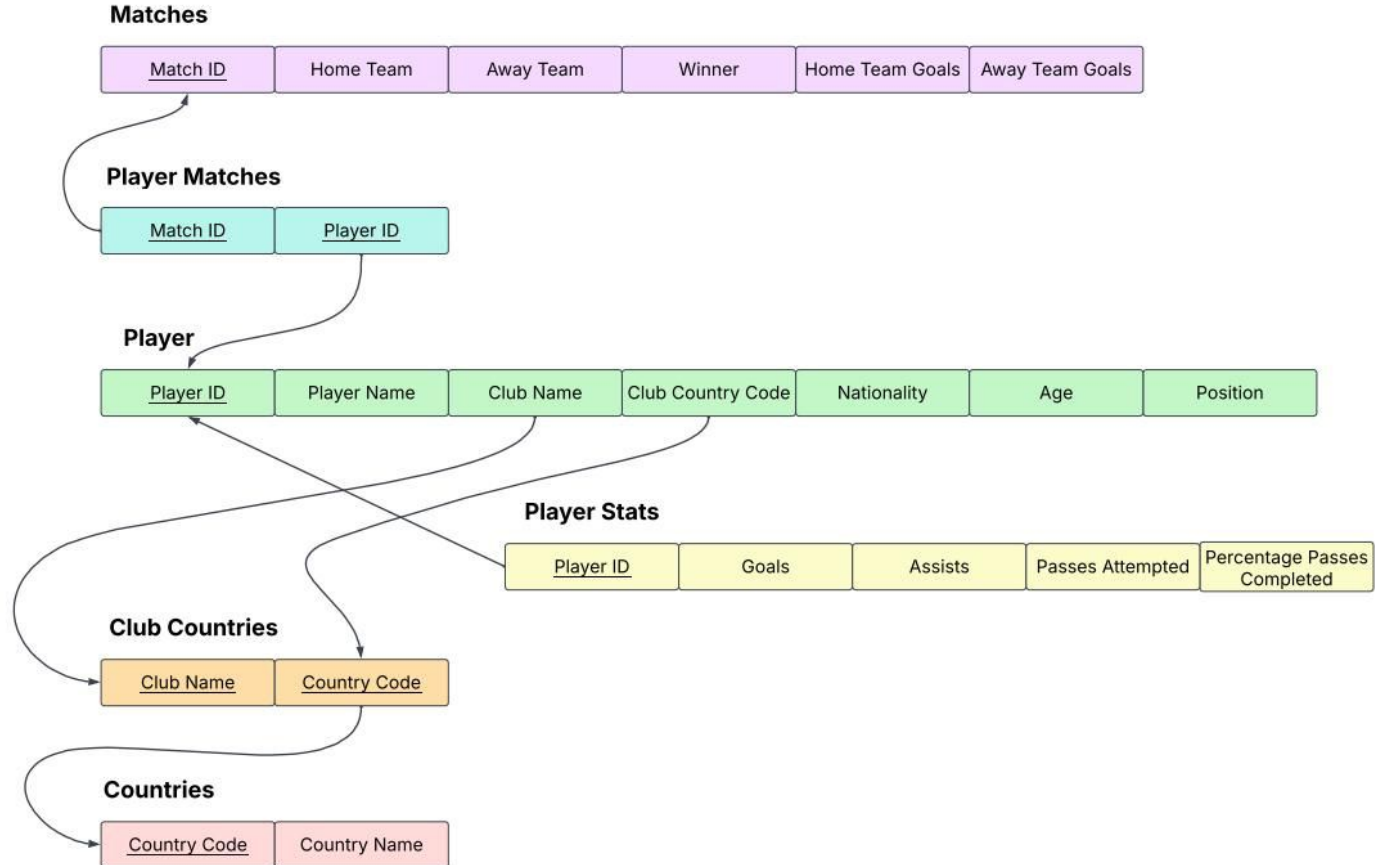 Matches
Match ID Home Team Away Team Winner Home Team Goals Away Team Goals
Player Matches
Match ID Player ID
Player
Player ID Player Name Club Name Club Country Code Nationality Age Position
Player Stats
Player ID Goals Assists Passes Attempted Percentage Passes
Completed
Club Countries
Club Name Country Code
Countries
Country Code Country Name